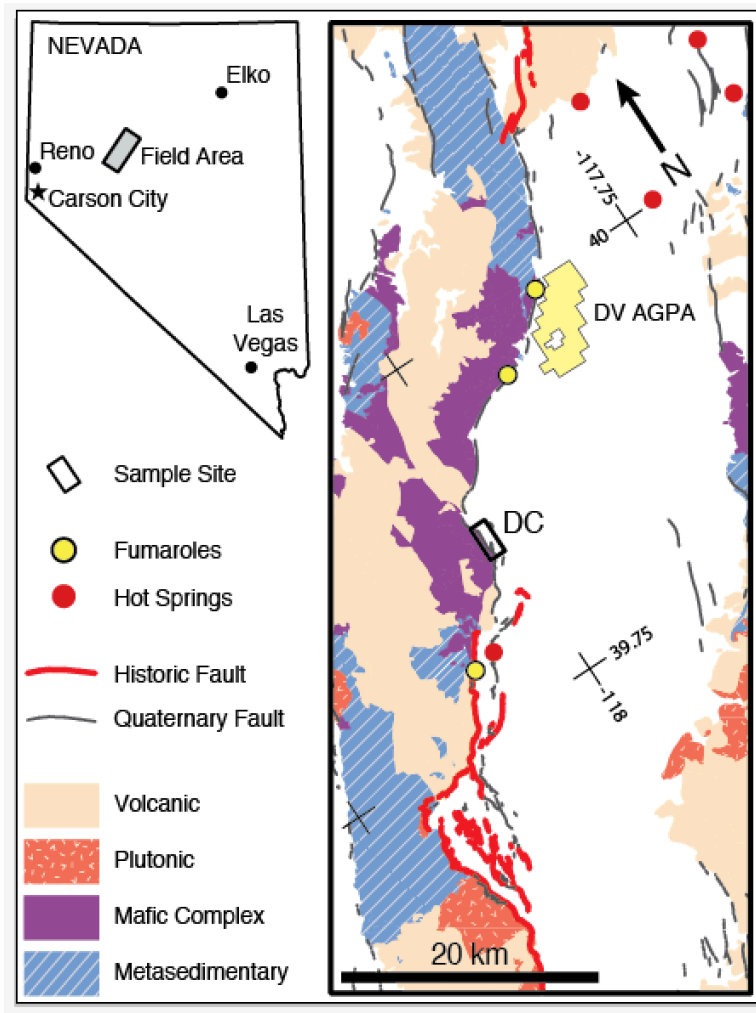 NEVADA
Elko
Reno
Field Area
Carson City
Las
Vegas
Sample Site
Fumaroles
Hot Springs
Historic Fault
Quaternary Fault
Volcanic
Plutonic
Mafic Complex
Metasedimentary
N
-117.75
40
DV AGPA
DC
39.75
-118
20 km